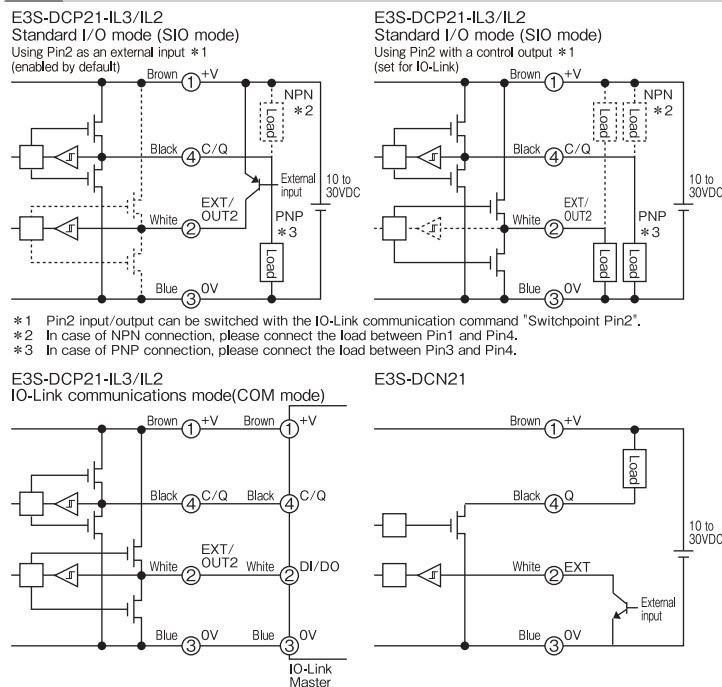 E3S-DCP21-IL3/IL2
Standard I/O mode (SIO mode)
Using Pin2 as an external input *1
(enabled by default)
Brown 1 +V
NPN
*2
Load
Black 4 C/Q
External
input
10 to
30VDC
EXT/
OUT2
White 2
PNP
*3
Load
Blue 3 0V
E3S-DCP21-IL3/IL2
Standard I/O mode (SIO mode)
Using Pin2 with a control output *1
(set for IO-Link)
Brown 1 +V
NPN
*2
Load
Load
Black 4 C/Q
10 to
30VDC
EXT/
OUT2
White 2
PNP
*3
Load
Load
Blue 3 0V
*1 Pin2 input/output can be switched with the IO-Link communication command "Switchpoint Pin2".
*2 In case of NPN connection, please connect the load between Pin1 and Pin4.
*3 In case of PNP connection, please connect the load between Pin3 and Pin4.
E3S-DCP21-IL3/IL2
IO-Link communications mode(COM mode)
Brown 1 +V Brown 1 +V
Black 4 C/Q Black 4 C/Q
EXT/
OUT2
White 2 White 2 DI/DO
Blue 3 0V Blue 3 0V
IO-Link
Master
E3S-DCN21
Brown 1 +V
Load
Black 4 Q
10 to
30VDC
White 2 EXT
External
input
Blue 3 0V